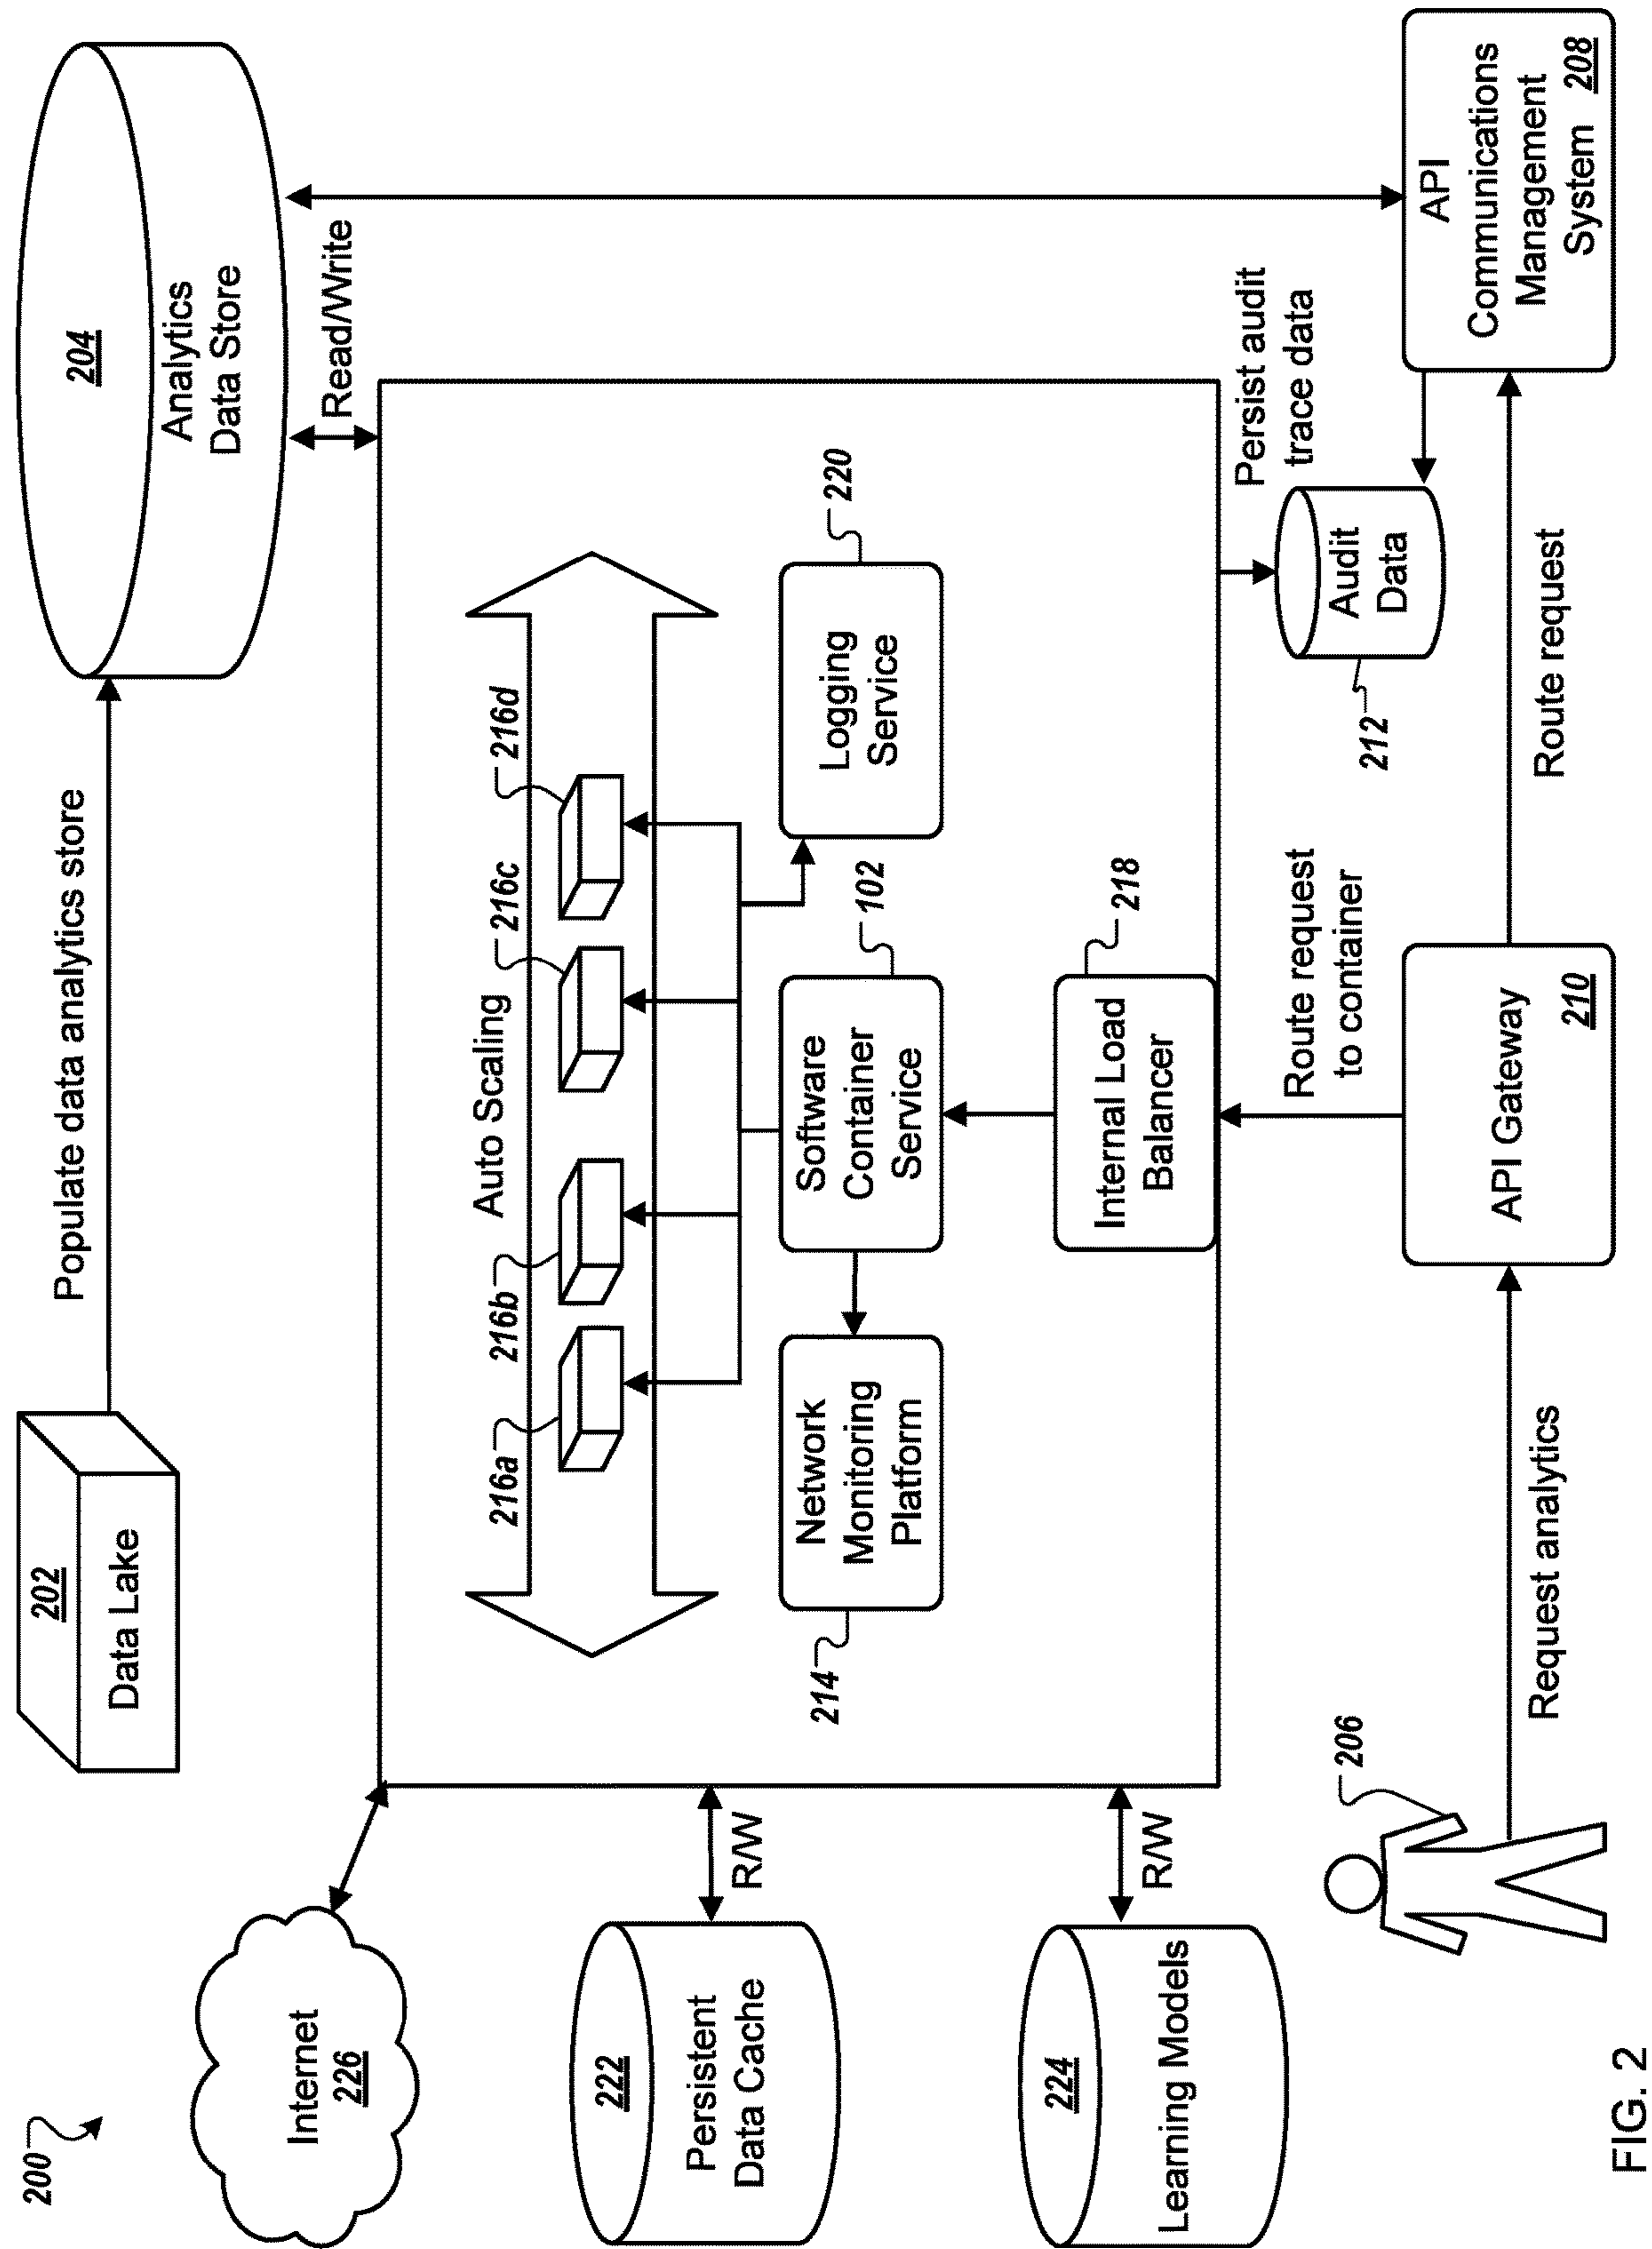 200
202
Data Lake
Populate data analytics store
204
Analytics
Data Store
Internet
226
Read/Write
Auto Scaling
216a
216b
216c
216d
222
Persistent
Data Cache
R/W
214
Network
Monitoring
Platform
Software
Container
Service
102
Logging
Service
220
224
Learning Models
R/W
Internal Load
Balancer
218
Persist audit
trace data
Route request
to container
212
Audit
Data
206
Request analytics
API Gateway
210
Route request
API
Communications
Management
System 208
FIG. 2